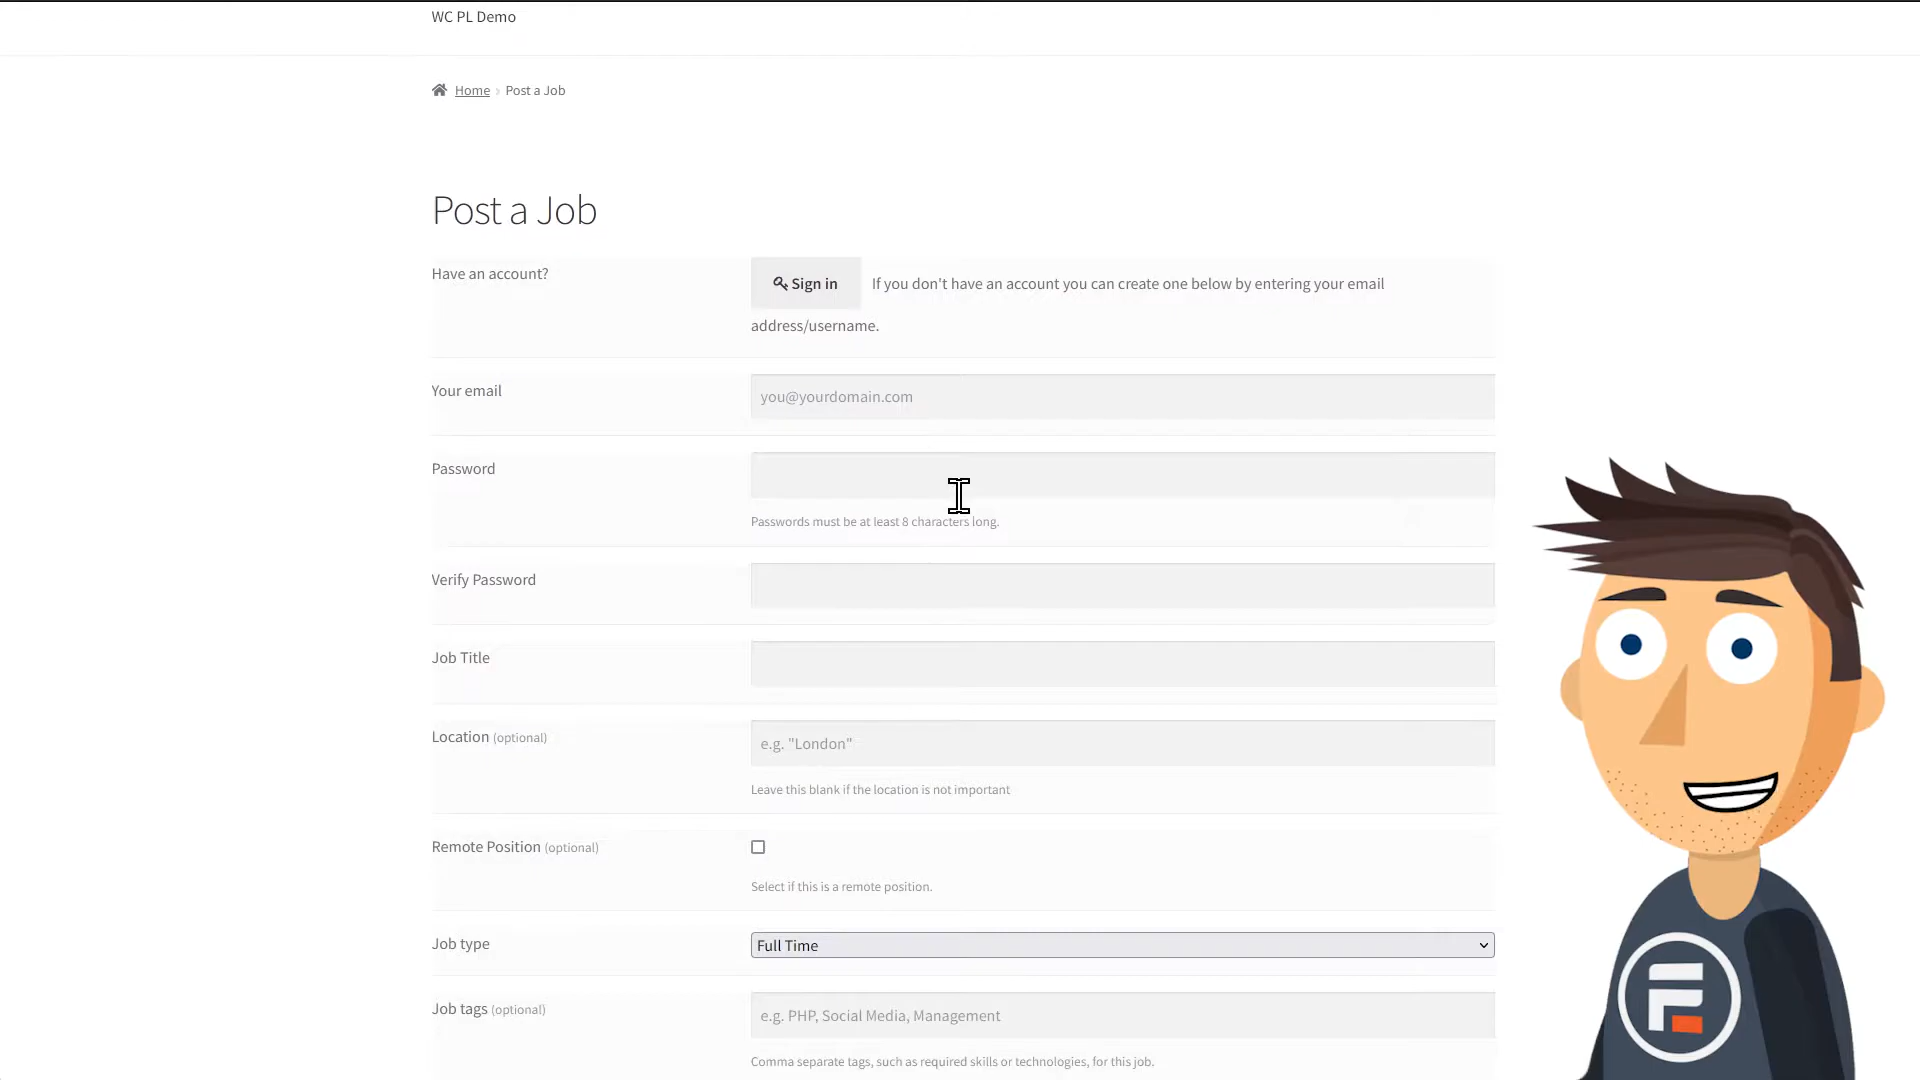 WC PL Demo
Home › Post a Job
Post a Job
Have an account?
Sign in If you don't have an account you can create one below by entering your email
address/username.
Your email
you@yourdomain.com
Password
Passwords must be at least 8 characters long.
Verify Password
Job Title
Location (optional)
e.g. "London"
Leave this blank if the location is not important
Remote Position (optional)
Select if this is a remote position.
Job type
Full Time
Job tags (optional)
e.g. PHP, Social Media, Management
Comma separate tags, such as required skills or technologies, for this job.